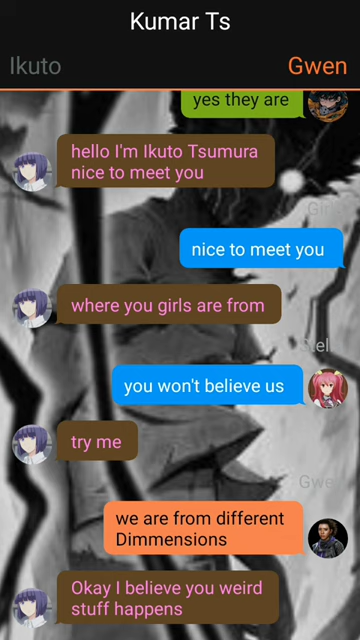 Kumar Ts
Ikuto
Gwen
yes they are
hello I'm Ikuto Tsumura
nice to meet you
nice to meet you
where you girls are from
Stell
you won't believe us
try me
Gwe
we are from different
Dimmensions
Okay I believe you weird
stuff happens